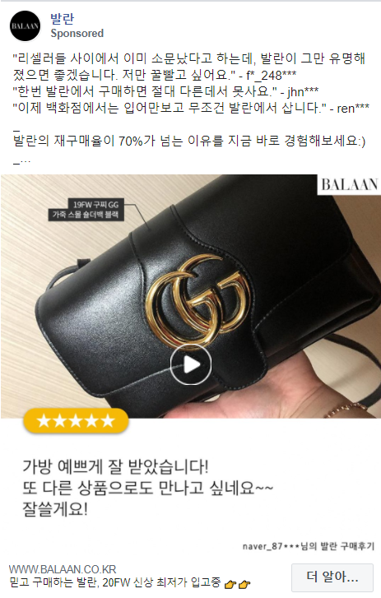 BALAAN
발란
Sponsored
"리셀러들 사이에서 이미 소문났다고 하는데, 발란이 그만 유명해
졌으면 좋겠습니다. 저만 꿀빨고 싶어요." - f*_248***
"한번 발란에서 구매하면 절대 다른데서 못사요." - jhn***
"이제 백화점에서는 입어만보고 무조건 발란에서 삽니다." - ren***
_
발란의 재구매율이 70%가 넘는 이유를 지금 바로 경험해보세요:)
_...
BALAAN
19FW 구찌 GG
가죽 스몰 숄더백 블랙
가방 예쁘게 잘 받았습니다!
또 다른 상품으로도 만나고 싶네요~~
잘쓸게요!
naver_87***님의 발란 구매후기
WWW.BALAAN.CO.KR
믿고 구매하는 발란, 20FW 신상 최저가 입고중 👉👉
더 알아...